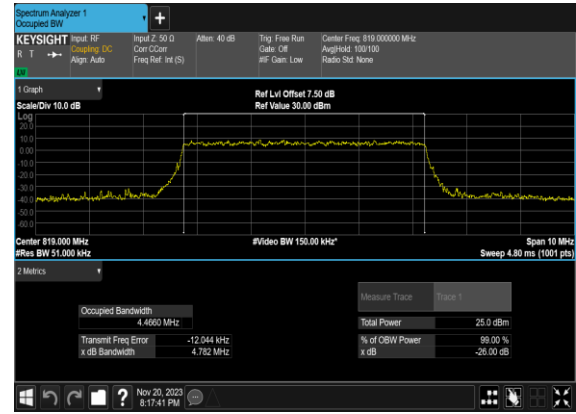 Spectrum Analyzer 1
Occupied BW
+
KEYSIGHT Input: RF Input Z: 50 Ω Atten: 40 dB Trig: Free Run Center Freq: 819.000000 MHz
R T Coupling: DC Corr CCorr Gate: Off Avg|Hold: 100/100
Align: Auto Freq Ref: Int (S) #IF Gain: Low Radio Std: None
LW
1 Graph
Ref Lvl Offset 7.50 dB
Scale/Div 10.0 dB Ref Value 30.00 dBm
Log
20.0
10.0
0.00
-10.0
-20.0
-30.0
-40.0
-50.0
-60.0
Center 819.000 MHz #Video BW 150.00 kHz* Span 10 MHz
#Res BW 51.000 kHz Sweep 4.80 ms (1001 pts)
2 Metrics
Measure Trace Trace 1
Occupied Bandwidth
4.4660 MHz Total Power 25.0 dBm
Transmit Freq Error -12.044 kHz % of OBW Power 99.00 %
x dB Bandwidth 4.782 MHz x dB -26.00 dB
? Nov 20, 2023
8:17:41 PM